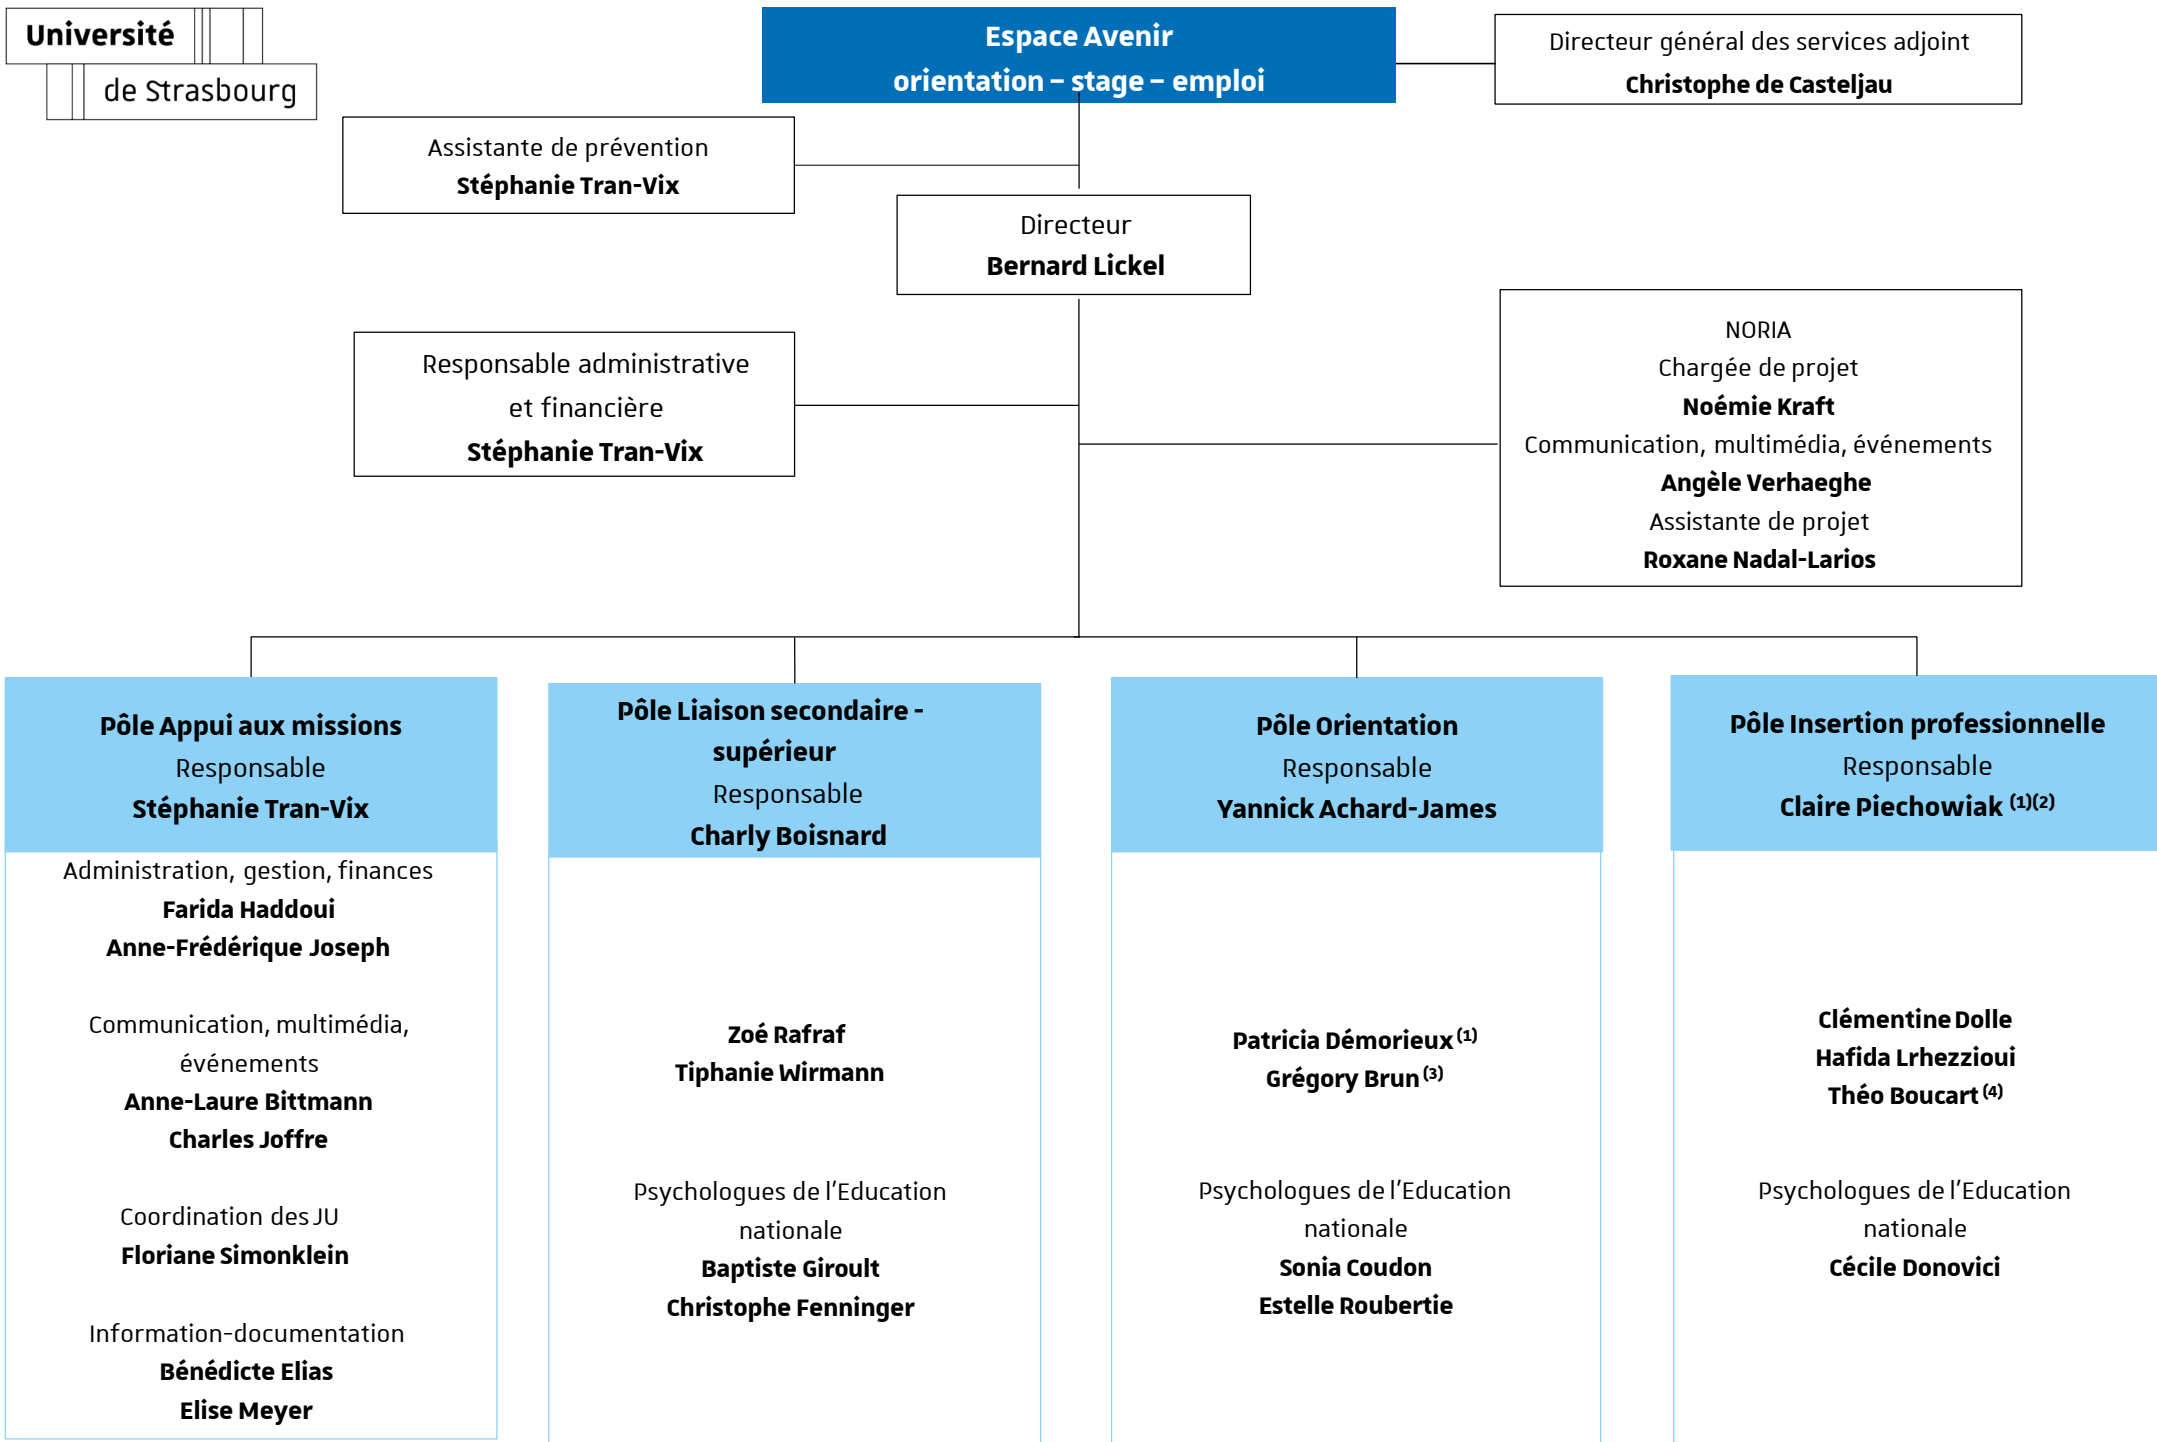 Université
de Strasbourg
Espace Avenir
orientation – stage – emploi
Directeur général des services adjoint
Christophe de Casteljau
Assistante de prévention
Stéphanie Tran-Vix
Directeur
Bernard Lickel
Responsable administrative
et financière
Stéphanie Tran-Vix
NORIA
Chargée de projet
Noémie Kraft
Communication, multimédia, événements
Angèle Verhaeghe
Assistante de projet
Roxane Nadal-Larios
Pôle Appui aux missions
Responsable
Stéphanie Tran-Vix
Administration, gestion, finances
Farida Haddoui
Anne-Frédérique Joseph
Communication, multimédia,
événements
Anne-Laure Bittmann
Charles Joffre
Coordination des JU
Floriane Simonklein
Information-documentation
Bénédicte Elias
Elise Meyer
Pôle Liaison secondaire -
supérieur
Responsable
Charly Boisnard
Zoé Rafraf
Tiphanie Wirmann
Psychologues de l'Education
nationale
Baptiste Giroult
Christophe Fenninger
Pôle Orientation
Responsable
Yannick Achard-James
Patricia Démorieux (1)
Grégory Brun (3)
Psychologues de l'Education
nationale
Sonia Coudon
Estelle Roubertie
Pôle Insertion professionnelle
Responsable
Claire Piechowiak (1)(2)
Clémentine Dolle
Hafida Lrhezzioui
Théo Boucart (4)
Psychologues de l'Education
nationale
Cécile Donovici